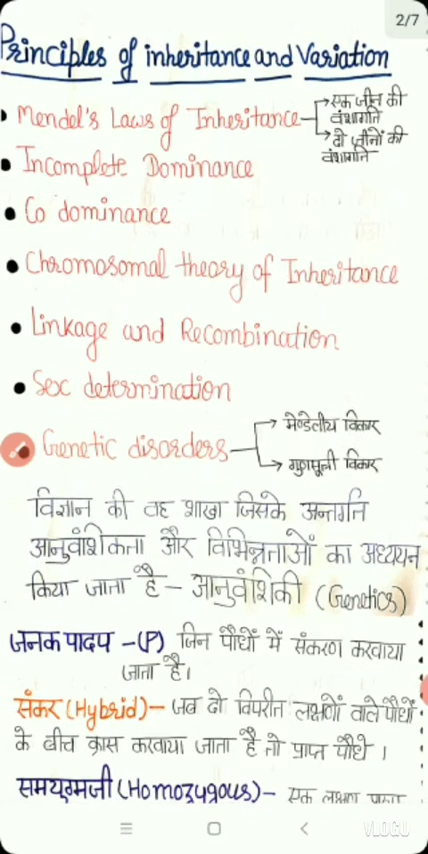 2/7
Principles of inheritance and Variation
Mendel's Laws of Inheritance → एक जीन की
वंशागति
→ दो जीनों की
वंशागति
Incomplete Dominance
Co dominance
Chromosomal theory of Inheritance
Linkage and Recombination
Sex determination
Genetic disorders → मेण्डेलीय विकार
→ गुणसूत्री विकार
विज्ञान की वह शाखा जिसके अन्तर्गत
आनुवंशिकता और विभिन्नताओं का अध्ययन
किया जाता है – आनुवंशिकी (Genetics)
जनक पादप – (P) जिन पौधों में संकरण करवाया
जाता है।
संकर (Hybrid) – जब दो विपरीत लक्षणों वाले पौधों
के बीच क्रास करवाया जाता है तो प्राप्त पौधे ।
समयुग्मजी (Homozygous) – एक लक्षण
VLOGU